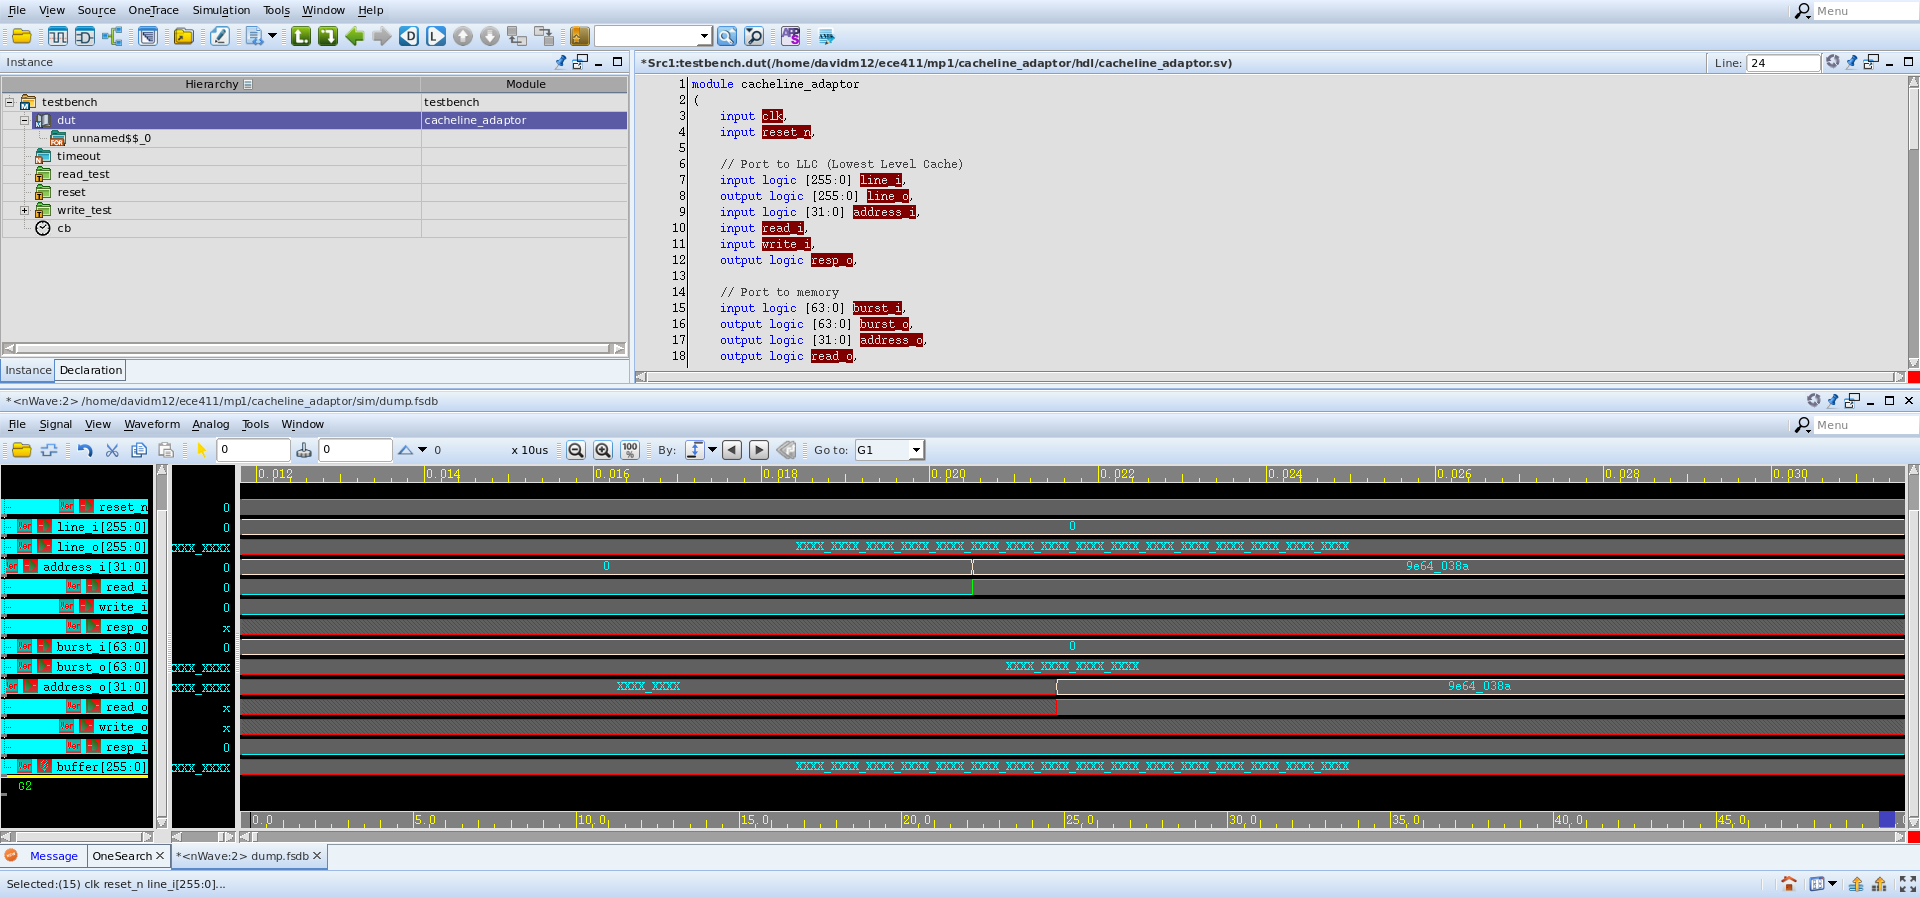 File View Source OneTrace Simulation Tools Window Help
Menu
Instance
*Src1:testbench.dut(/home/davidm12/ece411/mp1/cacheline_adaptor/hdl/cacheline_adaptor.sv)
Line: 24
Hierarchy Module
testbench testbench
dut cacheline_adaptor
unnamed$$_0
timeout
read_test
reset
write_test
cb
Instance Declaration
1 module cacheline_adaptor
2 (
3 input clk,
4 input reset_n,
5
6 // Port to LLC (Lowest Level Cache)
7 input logic [255:0] line_i,
8 output logic [255:0] line_o,
9 input logic [31:0] address_i,
10 input read_i,
11 input write_i,
12 output logic resp_o,
13
14 // Port to memory
15 input logic [63:0] burst_i,
16 output logic [63:0] burst_o,
17 output logic [31:0] address_o,
18 output logic read_o,
*<nWave:2> /home/davidm12/ece411/mp1/cacheline_adaptor/sim/dump.fsdb
File Signal View Waveform Analog Tools Window
Menu
0 0 0 x 10us 100% By: Go to: G1
0.012 0.014 0.016 0.018 0.020 0.022 0.024 0.026 0.028 0.030
reset_n 0
line_i[255:0] 0 0
line_o[255:0] XXX_XXXX XXXX_XXXX_XXXX_XXXX_XXXX_XXXX_XXXX_XXXX_XXXX_XXXX_XXXX_XXXX_XXXX_XXXX_XXXX_XXXX
address_i[31:0] 0 0 9e64_038a
read_i 0
write_i 0
resp_o x
burst_i[63:0] 0 0
burst_o[63:0] XXX_XXXX XXXX_XXXX_XXXX_XXXX
address_o[31:0] XXX_XXXX XXXX_XXXX 9e64_038a
read_o x
write_o x
resp_i 0
buffer[255:0] XXX_XXXX XXXX_XXXX_XXXX_XXXX_XXXX_XXXX_XXXX_XXXX_XXXX_XXXX_XXXX_XXXX_XXXX_XXXX_XXXX_XXXX
G2
0.0 5.0 10.0 15.0 20.0 25.0 30.0 35.0 40.0 45.0
Message OneSearch *<nWave:2> dump.fsdb
Selected:(15) clk reset_n line_i[255:0]...